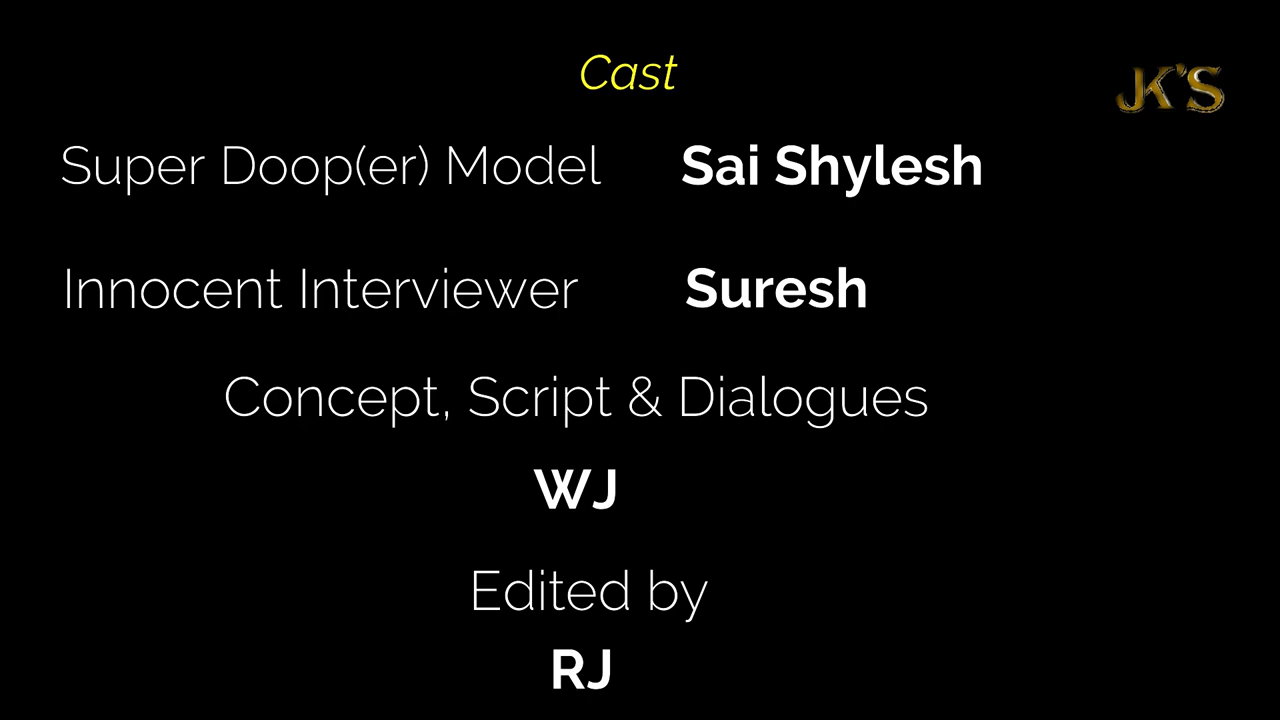 Cast
JK'S
Super Doop(er) Model Sai Shylesh
Innocent Interviewer Suresh
Concept, Script & Dialogues
WJ
Edited by
RJ